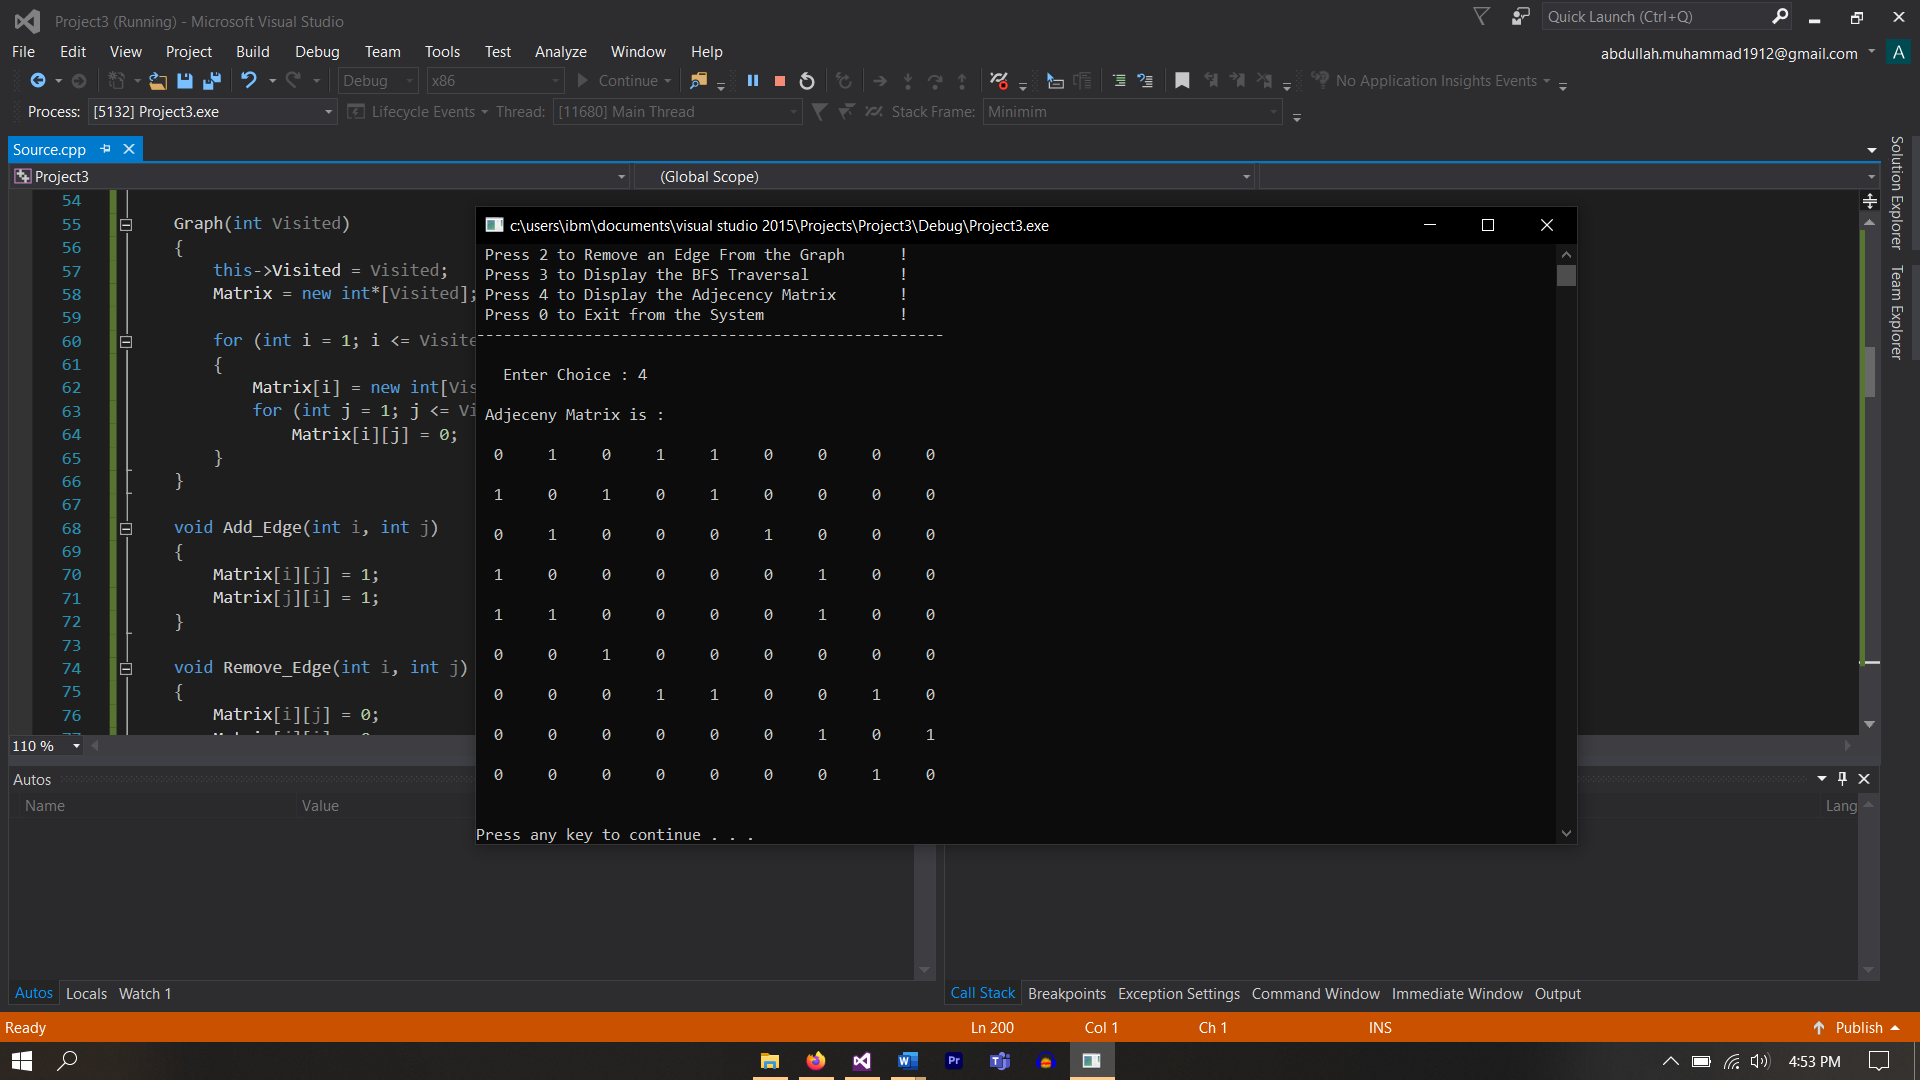 Project3 (Running) - Microsoft Visual Studio
Quick Launch (Ctrl+Q)
File Edit View Project Build Debug Team Tools Test Analyze Window Help
abdullah.muhammad1912@gmail.com A
Debug x86 Continue No Application Insights Events
Process: [5132] Project3.exe Lifecycle Events Thread: [11680] Main Thread Stack Frame: Minimim
Source.cpp
Project3 (Global Scope)
Solution Explorer
Team Explorer
54
55 Graph(int Visited)
56 {
57 this->Visited = Visited;
58 Matrix = new int*[Visited];
59
60 for (int i = 1; i <= Visite
61 {
62 Matrix[i] = new int[Vis
63 for (int j = 1; j <= Vi
64 Matrix[i][j] = 0;
65 }
66 }
67
68 void Add_Edge(int i, int j)
69 {
70 Matrix[i][j] = 1;
71 Matrix[j][i] = 1;
72 }
73
74 void Remove_Edge(int i, int j)
75 {
76 Matrix[i][j] = 0;
110 %
c:\users\ibm\documents\visual studio 2015\Projects\Project3\Debug\Project3.exe
Press 2 to Remove an Edge From the Graph !
Press 3 to Display the BFS Traversal !
Press 4 to Display the Adjecency Matrix !
Press 0 to Exit from the System !
----------------------------------------------------
Enter Choice : 4
Adjeceny Matrix is :
0 1 0 1 1 0 0 0 0
1 0 1 0 1 0 0 0 0
0 1 0 0 0 1 0 0 0
1 0 0 0 0 0 1 0 0
1 1 0 0 0 0 1 0 0
0 0 1 0 0 0 0 0 0
0 0 0 1 1 0 0 1 0
0 0 0 0 0 0 1 0 1
0 0 0 0 0 0 0 1 0
Press any key to continue . . .
Autos
Name Value
Lang
Autos Locals Watch 1
Call Stack Breakpoints Exception Settings Command Window Immediate Window Output
Ready Ln 200 Col 1 Ch 1 INS Publish
W Pr
4:53 PM